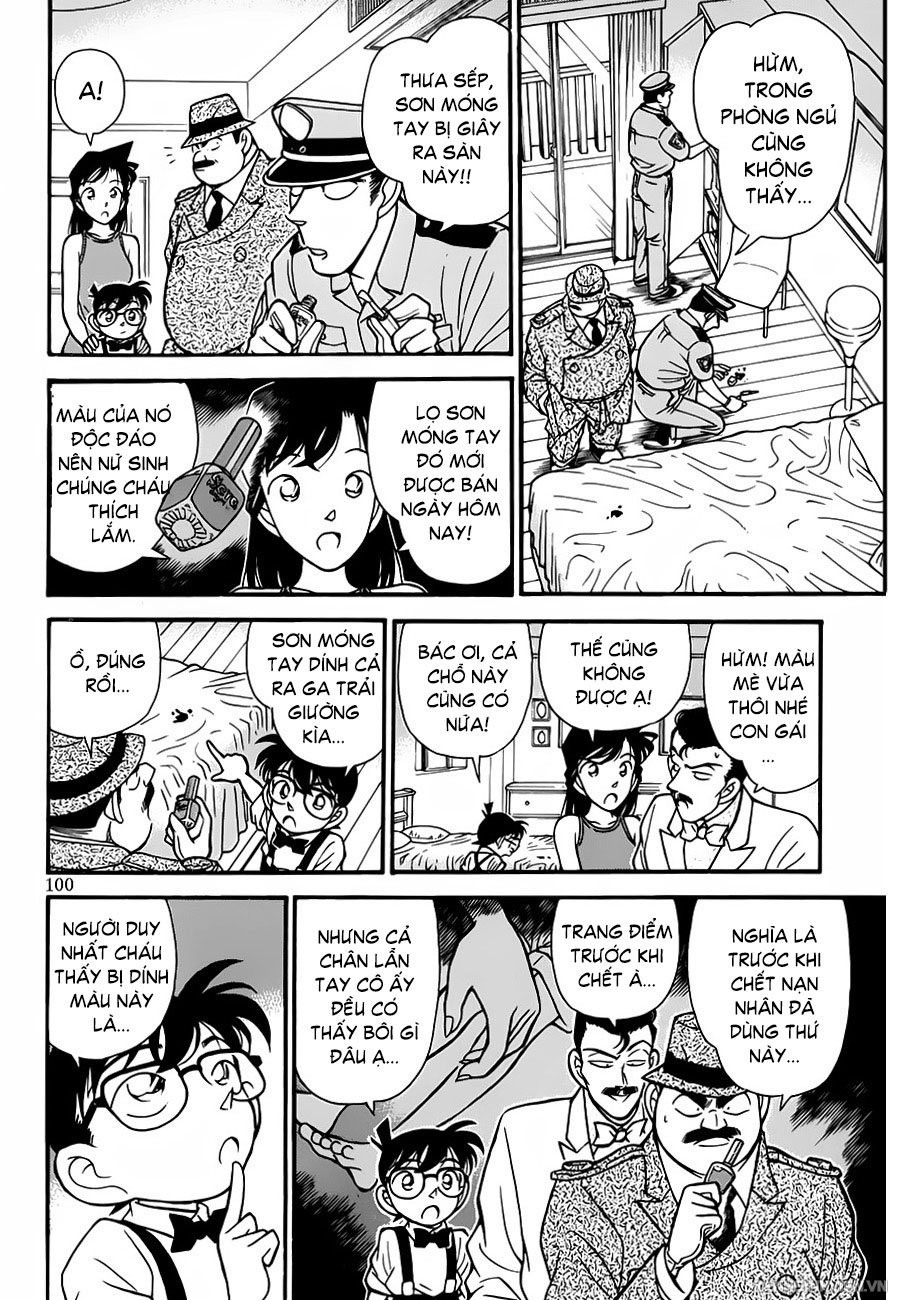 HỪM,
TRONG
PHÒNG NGỦ
CŨNG
KHÔNG
THẤY...
THƯA SẾP,
SƠN MÓNG
TAY BỊ GIÂY
RA SÀN
NÀY!!
A!
LỌ SƠN
MÓNG TAY
ĐÓ MỚI
ĐƯỢC BÁN
NGÀY HÔM
NAY!
MÀU CỦA NÓ
ĐỘC ĐÁO
NÊN NỮ SINH
CHÚNG CHÁU
THÍCH
LẮM.
HỪM! MÀU
MÈ VỪA
THÔI NHÉ
CON GÁI
...
THẾ CŨNG
KHÔNG
ĐƯỢC Ạ!
BÁC ƠI, CẢ
CHỔ NÀY
CŨNG CÓ
NỮA!
SƠN MÓNG
TAY DÍNH CẢ
RA GA TRẢI
GIƯỜNG
KÌA...
Ồ, ĐÚNG
RỒI...
100
NGHĨA LÀ
TRƯỚC KHI
CHẾT NẠN
NHÂN ĐÃ
DÙNG THỨ
NÀY...
TRANG ĐIỂM
TRƯỚC KHI
CHẾT À...
NHƯNG CẢ
CHÂN LẪN
TAY CÔ ẤY
ĐỀU CÓ
THẤY BÔI GÌ
ĐÂU Ạ...
NGƯỜI DUY
NHẤT CHÁU
THẤY BỊ DÍNH
MÀU NÀY
LÀ...